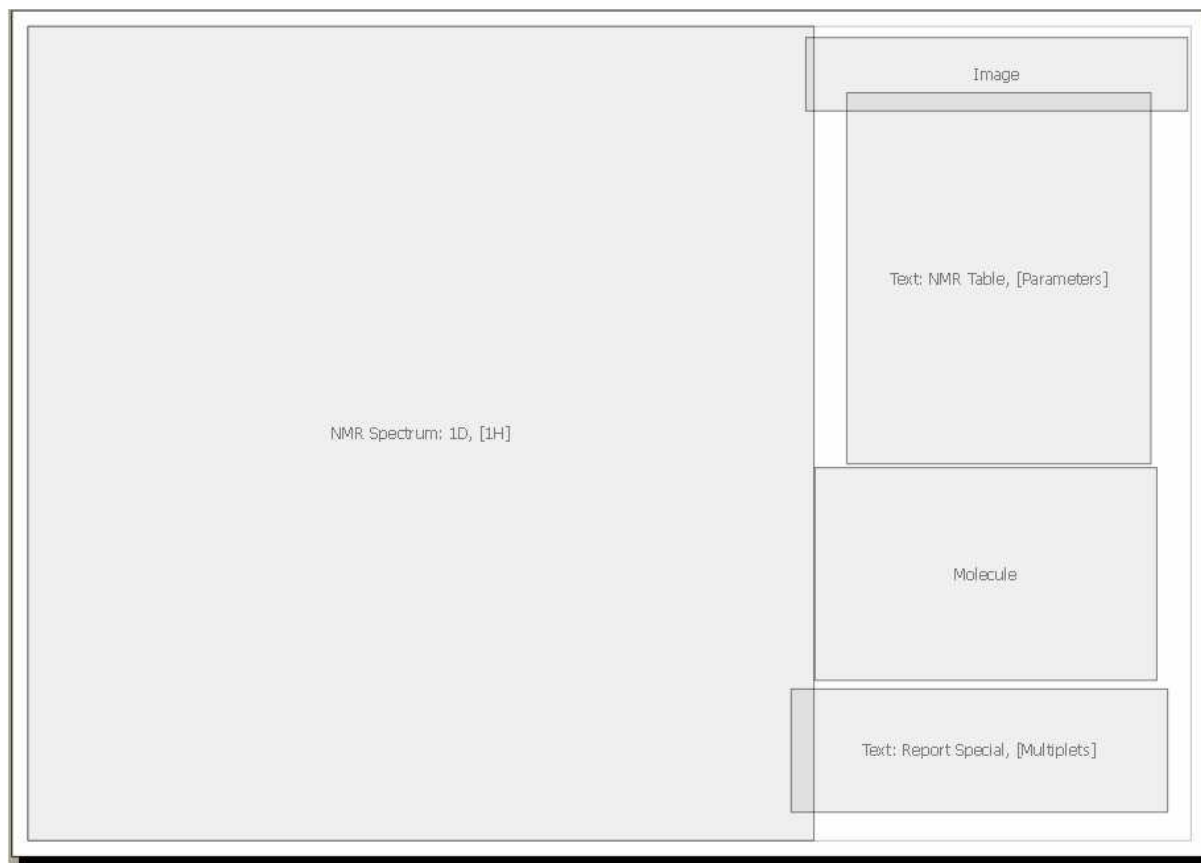 Image
Text: NMR Table, [Parameters]
NMR Spectrum: 1D, [1H]
Molecule
Text: Report Special, [Multiplets]